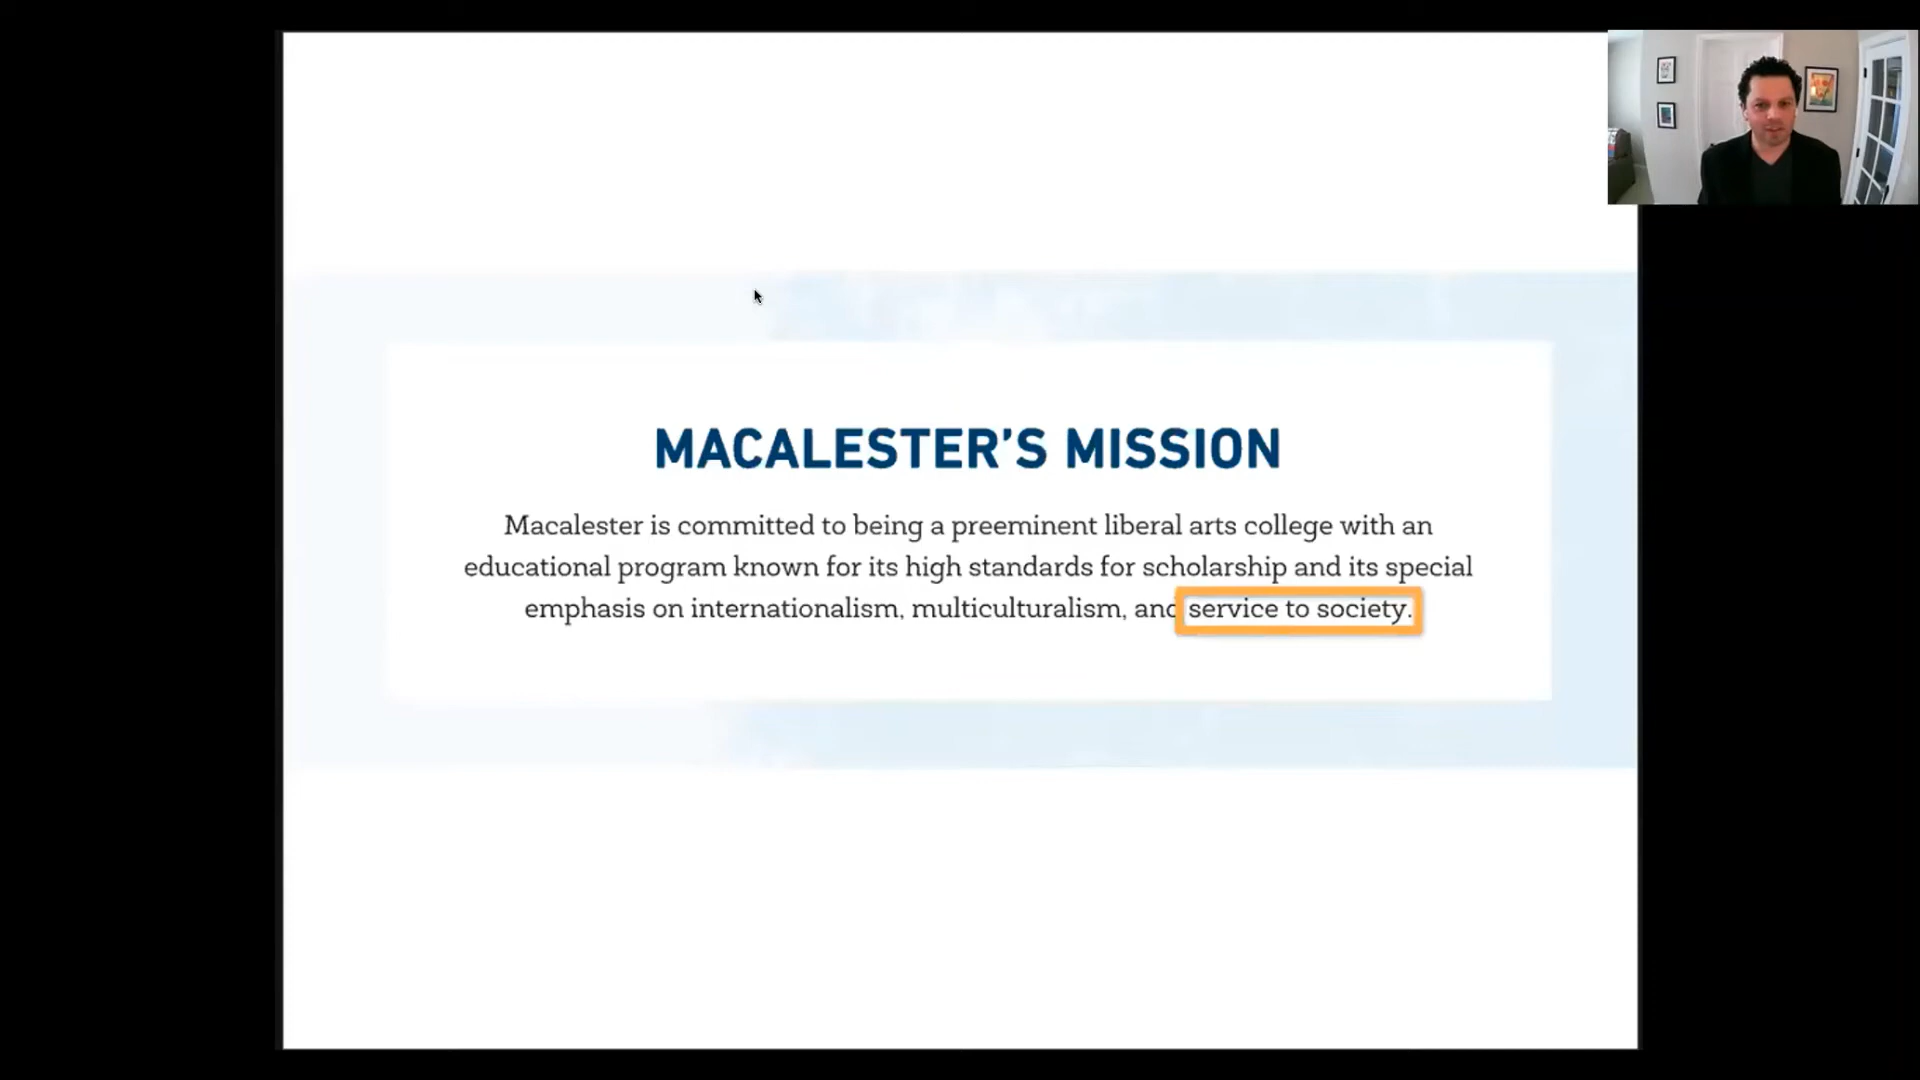 MACALESTER’S MISSION
Macalester is committed to being a preeminent liberal arts college with an
educational program known for its high standards for scholarship and its special
emphasis on internationalism, multiculturalism, and service to society.